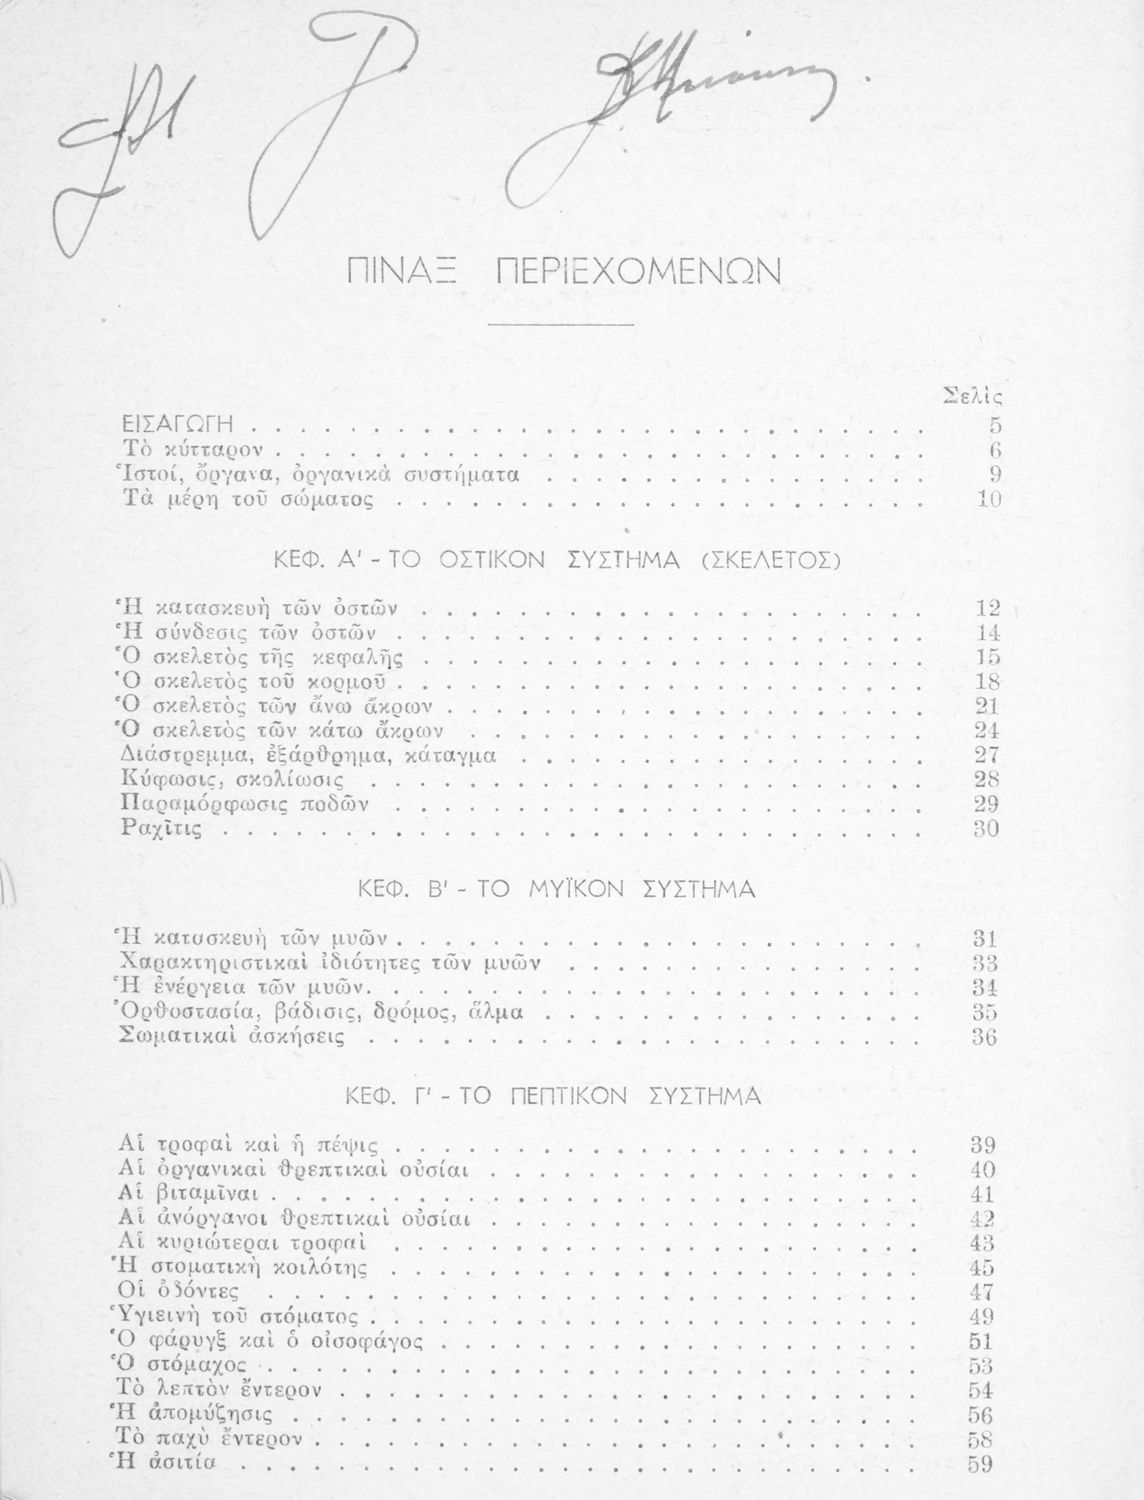 ΠΙΝΑΞ ΠΕΡΙΕΧΟΜΕΝΩΝ
Σελὶς
ΕΙΣΑΓΩΓΗ . . . . . . . . . . . . . . . . . . . . . . . . . . . . 5
Τὸ κύτταρον . . . . . . . . . . . . . . . . . . . . . . . . . . . 6
Ἱστοί, ὄργανα, ὀργανικὰ συστήματα . . . . . . . . . . . . . . . . 9
Τὰ μέρη τοῦ σώματος . . . . . . . . . . . . . . . . . . . . . . 10
ΚΕΦ. Α' - ΤΟ ΟΣΤΙΚΟΝ ΣΥΣΤΗΜΑ (ΣΚΕΛΕΤΟΣ)
Ἡ κατασκευὴ τῶν ὀστῶν . . . . . . . . . . . . . . . . . . . . . 12
Ἡ σύνδεσις τῶν ὀστῶν . . . . . . . . . . . . . . . . . . . . . . 14
Ὁ σκελετὸς τῆς κεφαλῆς . . . . . . . . . . . . . . . . . . . . . 15
Ὁ σκελετὸς τοῦ κορμοῦ . . . . . . . . . . . . . . . . . . . . . . 18
Ὁ σκελετὸς τῶν ἄνω ἄκρων . . . . . . . . . . . . . . . . . . . . 21
Ὁ σκελετὸς τῶν κάτω ἄκρων . . . . . . . . . . . . . . . . . . . 24
Διάστρεμμα, ἐξάρθρημα, κάταγμα . . . . . . . . . . . . . . . . . 27
Κύφωσις, σκολίωσις . . . . . . . . . . . . . . . . . . . . . . . 28
Παραμόρφωσις ποδῶν . . . . . . . . . . . . . . . . . . . . . . 29
Ραχῖτις . . . . . . . . . . . . . . . . . . . . . . . . . . . . . 30
ΚΕΦ. Β' - ΤΟ ΜΥΪΚΟΝ ΣΥΣΤΗΜΑ
Ἡ κατασκευὴ τῶν μυῶν . . . . . . . . . . . . . . . . . . . . . . 31
Χαρακτηριστικαὶ ἰδιότητες τῶν μυῶν . . . . . . . . . . . . . . . 33
Ἡ ἐνέργεια τῶν μυῶν . . . . . . . . . . . . . . . . . . . . . . . 34
Ὀρθοστασία, βάδισις, δρόμος, ἅλμα . . . . . . . . . . . . . . . . 35
Σωματικαὶ ἀσκήσεις . . . . . . . . . . . . . . . . . . . . . . . 36
ΚΕΦ. Γ' - ΤΟ ΠΕΠΤΙΚΟΝ ΣΥΣΤΗΜΑ
Αἱ τροφαὶ καὶ ἡ πέψις . . . . . . . . . . . . . . . . . . . . . . 39
Αἱ ὀργανικαὶ θρεπτικαὶ οὐσίαι . . . . . . . . . . . . . . . . . . 40
Αἱ βιταμῖναι . . . . . . . . . . . . . . . . . . . . . . . . . . . 41
Αἱ ἀνόργανοι θρεπτικαὶ οὐσίαι . . . . . . . . . . . . . . . . . . 42
Αἱ κυριώτεραι τροφαὶ . . . . . . . . . . . . . . . . . . . . . . 43
Ἡ στοματικὴ κοιλότης . . . . . . . . . . . . . . . . . . . . . . 45
Οἱ ὀδόντες . . . . . . . . . . . . . . . . . . . . . . . . . . . 47
Ὑγιεινὴ τοῦ στόματος . . . . . . . . . . . . . . . . . . . . . . . 49
Ὁ φάρυγξ καὶ ὁ οἰσοφάγος . . . . . . . . . . . . . . . . . . . . 51
Ὁ στόμαχος . . . . . . . . . . . . . . . . . . . . . . . . . . . 53
Τὸ λεπτὸν ἔντερον . . . . . . . . . . . . . . . . . . . . . . . . 54
Ἡ ἀπομύζησις . . . . . . . . . . . . . . . . . . . . . . . . . . 56
Τὸ παχὺ ἔντερον . . . . . . . . . . . . . . . . . . . . . . . . . 58
Ἡ ἀσιτία . . . . . . . . . . . . . . . . . . . . . . . . . . . . 59